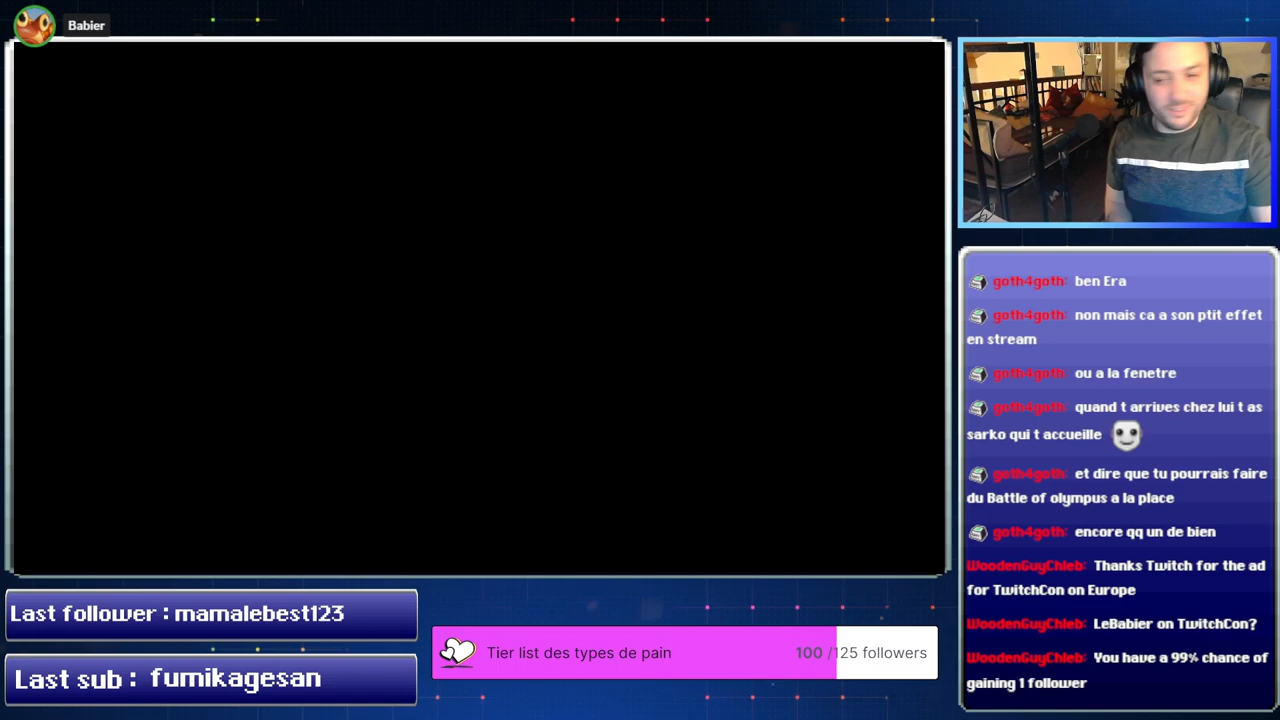 Babier
goth4goth: ben Era
goth4goth: non mais ca a son ptit effet
en stream
goth4goth: ou a la fenetre
goth4goth: quand t arrives chez lui t as
sarko qui t accueille
goth4goth: et dire que tu pourrais faire
du Battle of olympus a la place
goth4goth: encore qq un de bien
WoodenGuyChleb: Thanks Twitch for the ad
for TwitchCon on Europe
WoodenGuyChleb: LeBabier on TwitchCon?
WoodenGuyChleb: You have a 99% chance of
gaining 1 follower
Last follower : mamalebest123
Tier list des types de pain 100 /125 followers
Last sub : fumikagesan